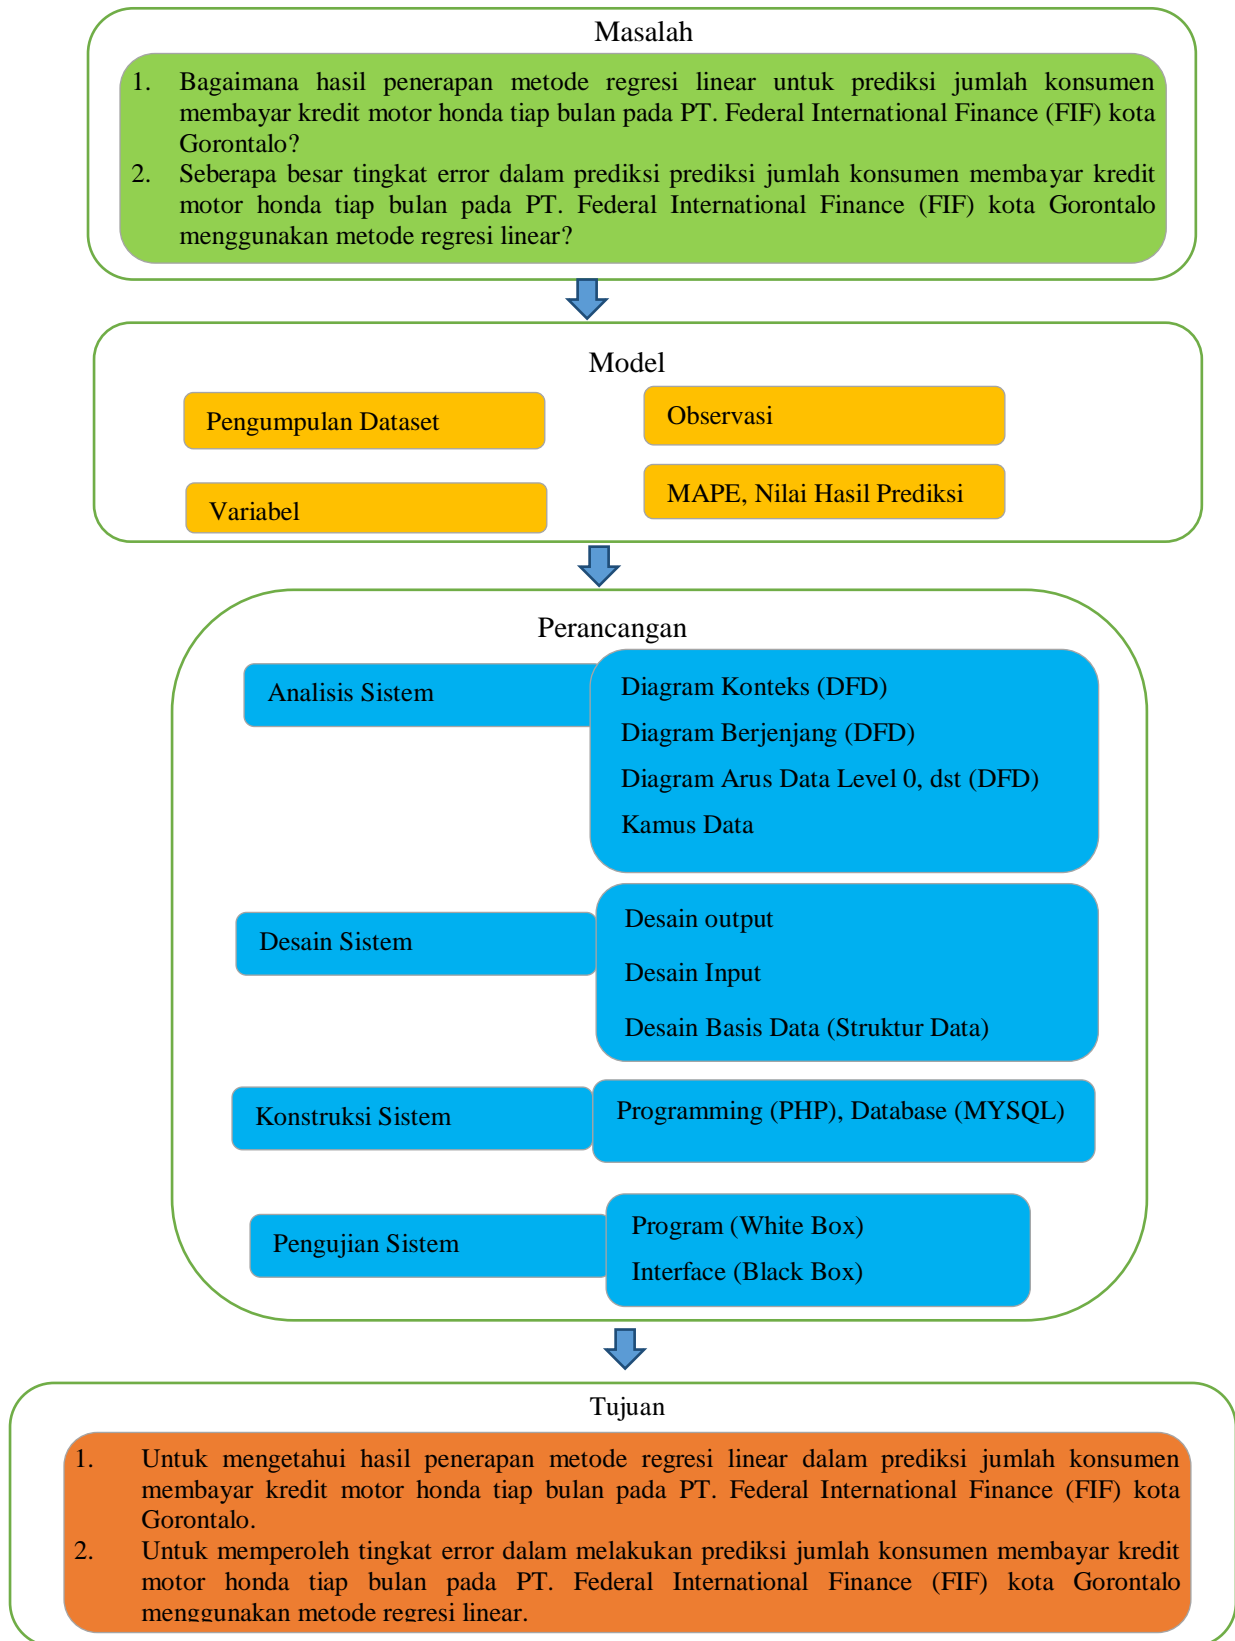 Masalah
1. Bagaimana hasil penerapan metode regresi linear untuk prediksi jumlah konsumen
membayar kredit motor honda tiap bulan pada PT. Federal International Finance (FIF) kota
Gorontalo?
2. Seberapa besar tingkat error dalam prediksi prediksi jumlah konsumen membayar kredit
motor honda tiap bulan pada PT. Federal International Finance (FIF) kota Gorontalo
menggunakan metode regresi linear?
Model
Pengumpulan Dataset
Observasi
Variabel
MAPE, Nilai Hasil Prediksi
Perancangan
Analisis Sistem
Diagram Konteks (DFD)
Diagram Berjenjang (DFD)
Diagram Arus Data Level 0, dst (DFD)
Kamus Data
Desain Sistem
Desain output
Desain Input
Desain Basis Data (Struktur Data)
Konstruksi Sistem
Programming (PHP), Database (MYSQL)
Pengujian Sistem
Program (White Box)
Interface (Black Box)
Tujuan
1. Untuk mengetahui hasil penerapan metode regresi linear dalam prediksi jumlah konsumen
membayar kredit motor honda tiap bulan pada PT. Federal International Finance (FIF) kota
Gorontalo.
2. Untuk memperoleh tingkat error dalam melakukan prediksi jumlah konsumen membayar kredit
motor honda tiap bulan pada PT. Federal International Finance (FIF) kota Gorontalo
menggunakan metode regresi linear.